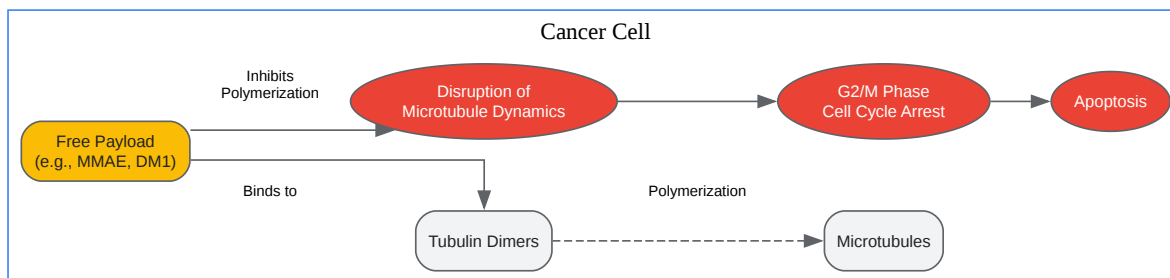 Cancer Cell
Inhibits
Polymerization
Disruption of
Microtubule Dynamics
G2/M Phase
Cell Cycle Arrest
Apoptosis
Free Payload
(e.g., MMAE, DM1)
Binds to
Polymerization
Tubulin Dimers
Microtubules